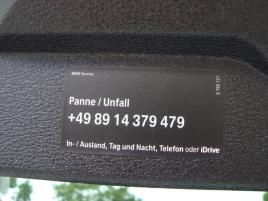 BMW Service
Panne / Unfall
+49 89 14 379 479
In- / Ausland, Tag und Nacht, Telefon oder iDrive